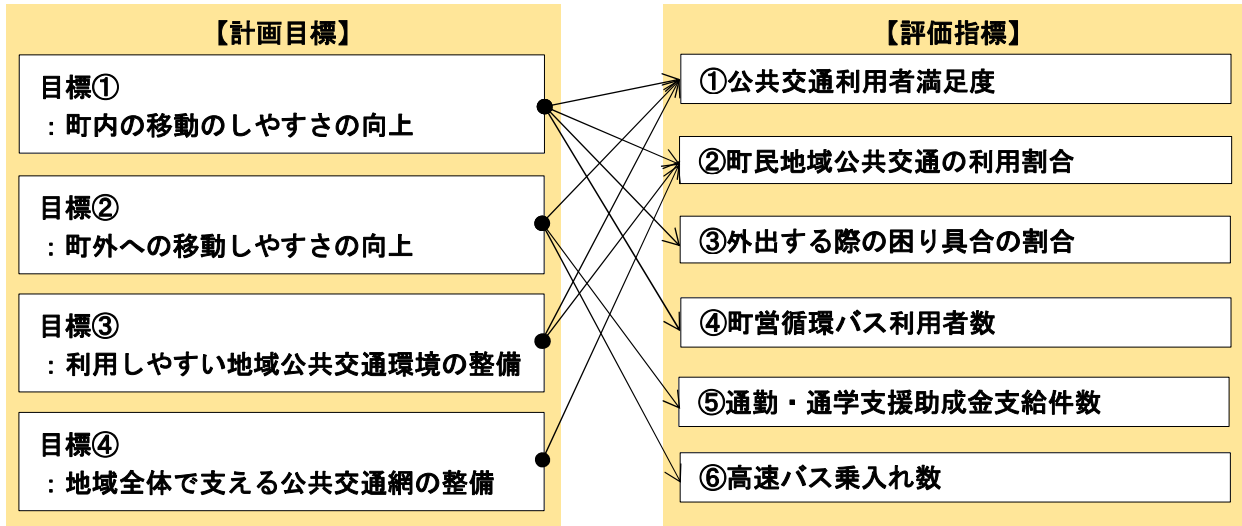 【計画目標】
目標①
：町内の移動のしやすさの向上
目標②
：町外への移動しやすさの向上
目標③
：利用しやすい地域公共交通環境の整備
目標④
：地域全体で支える公共交通網の整備
【評価指標】
①公共交通利用者満足度
②町民地域公共交通の利用割合
③外出する際の困り具合の割合
④町営循環バス利用者数
⑤通勤・通学支援助成金支給件数
⑥高速バス乗入れ数